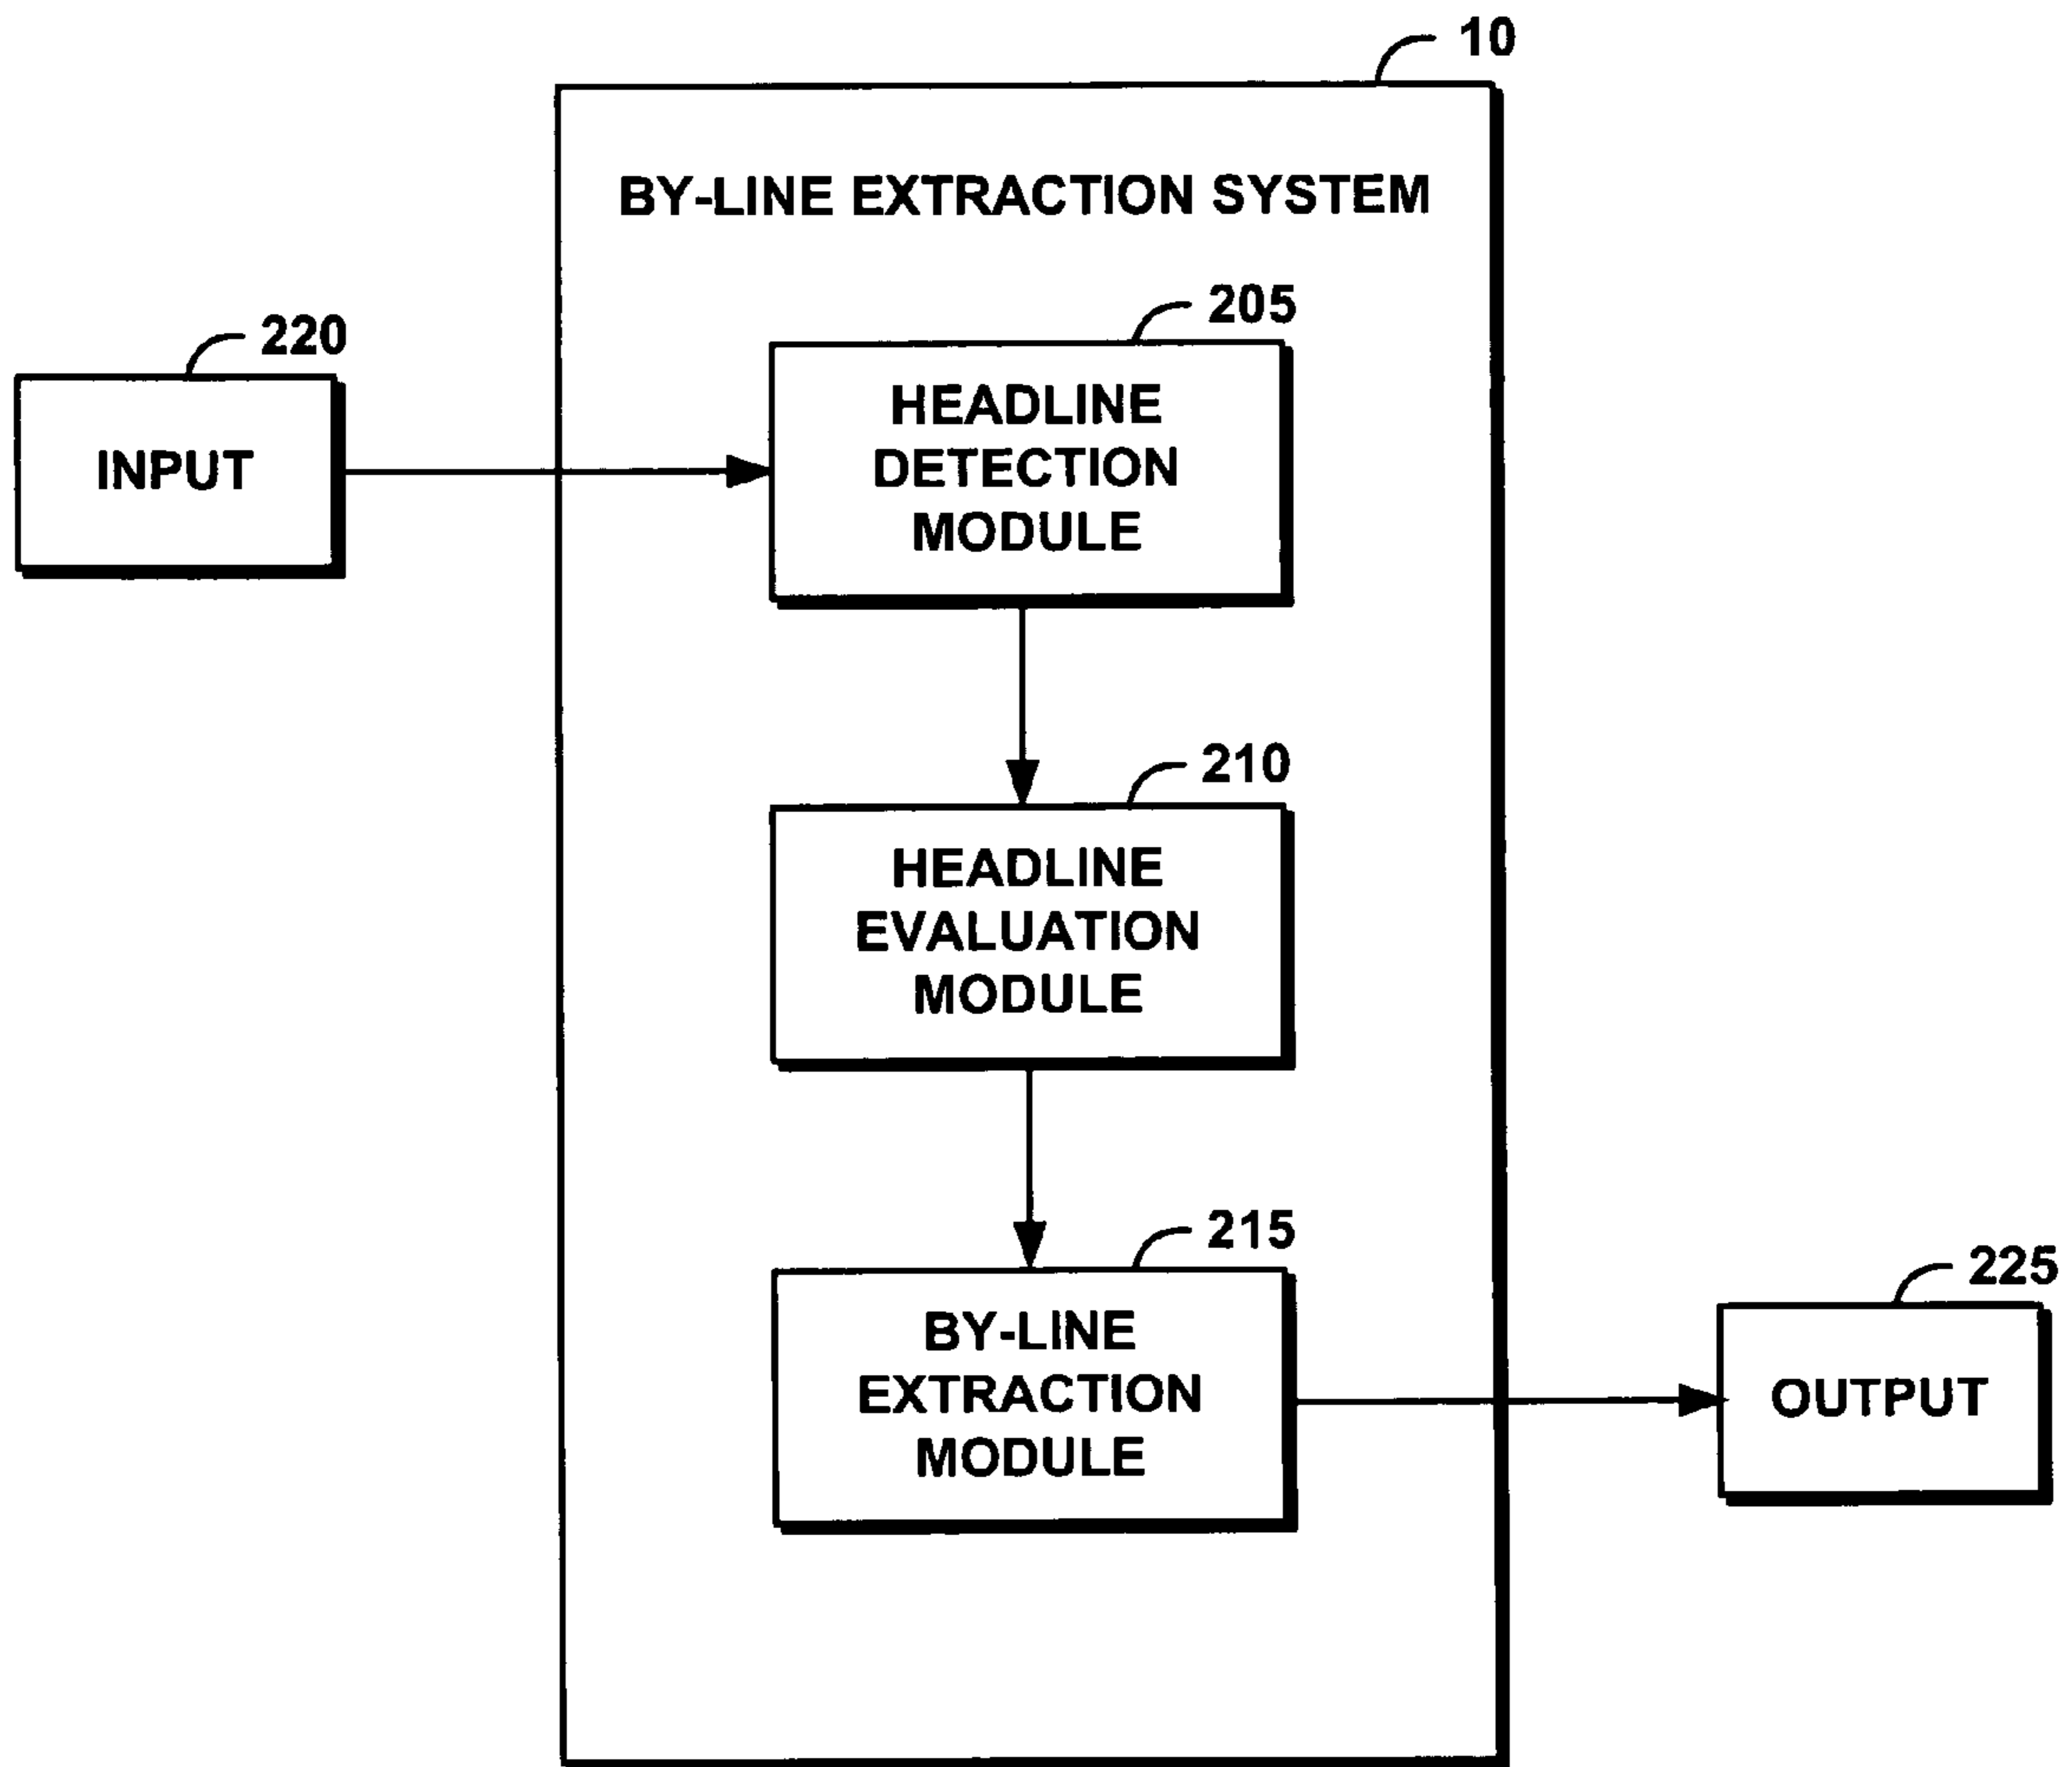 10
BY-LINE EXTRACTION SYSTEM
205
220
HEADLINE
DETECTION
MODULE
INPUT
210
HEADLINE
EVALUATION
MODULE
215
225
BY-LINE
EXTRACTION
MODULE
OUTPUT